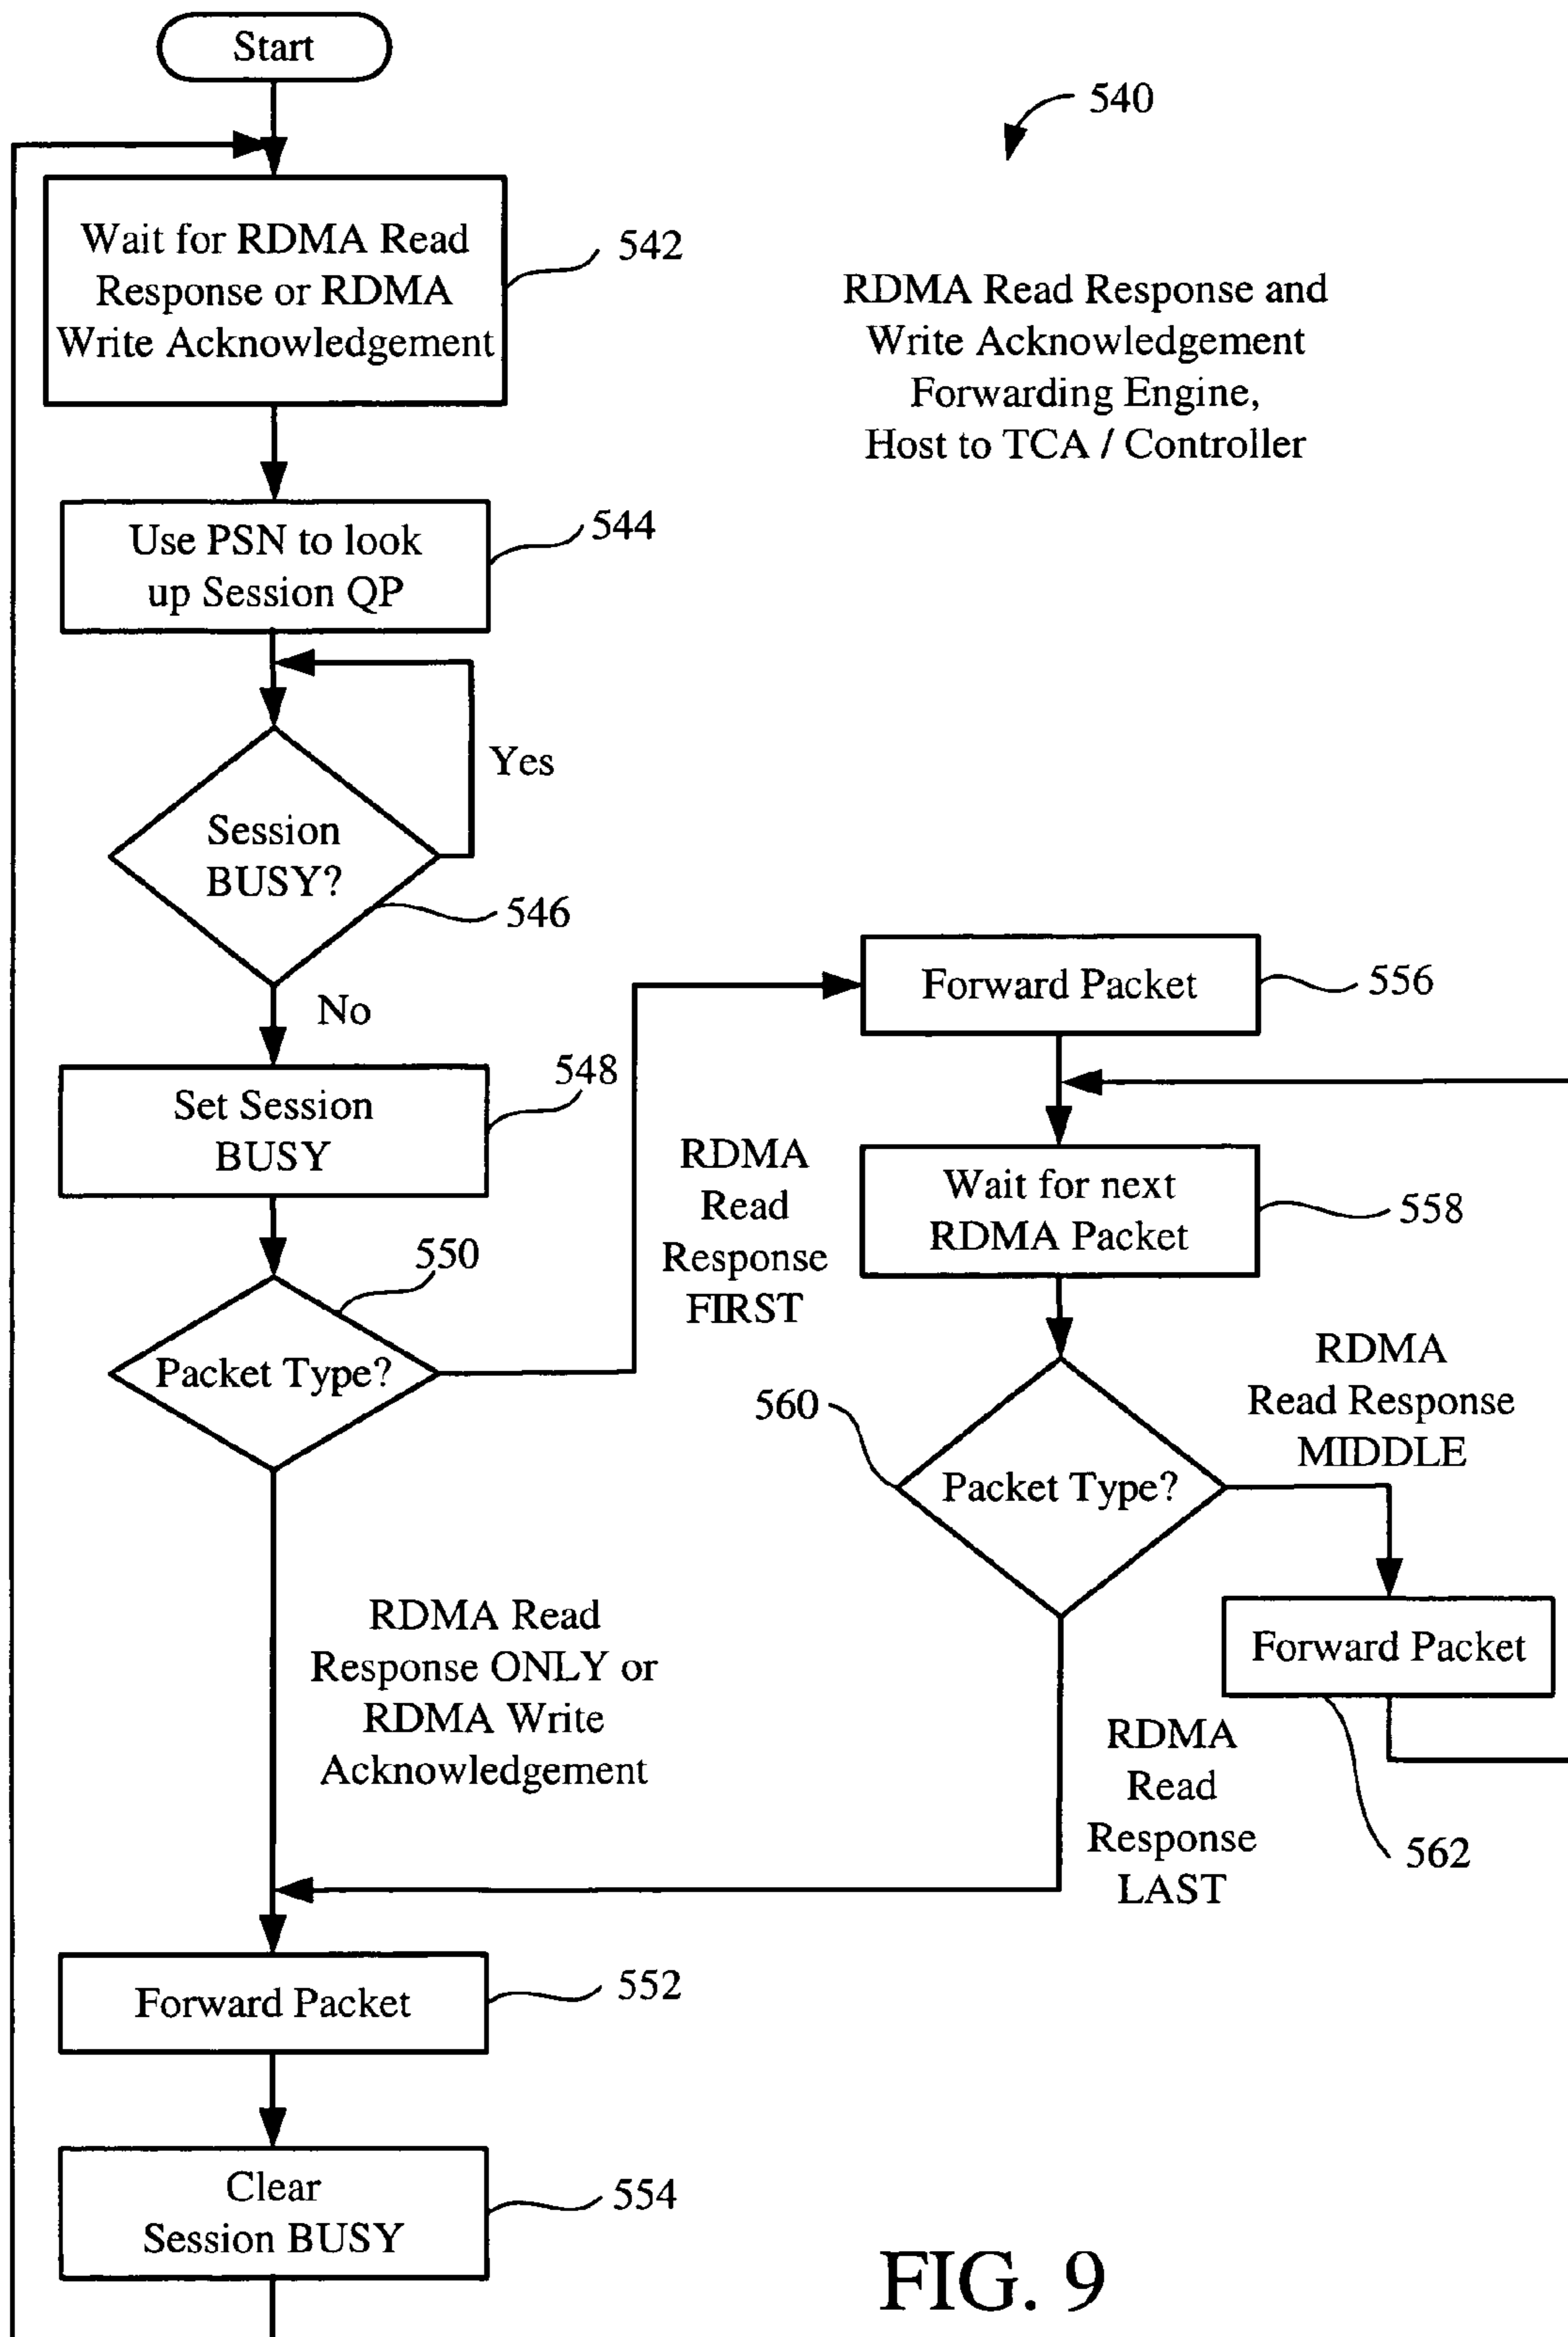 Start
540
Wait for RDMA Read
Response or RDMA
Write Acknowledgement
542
RDMA Read Response and
Write Acknowledgement
Forwarding Engine,
Host to TCA / Controller
Use PSN to look
up Session QP
544
Yes
Session
BUSY?
546
No
Set Session
BUSY
548
550
Packet Type?
RDMA
Read
Response
FIRST
Forward Packet
556
Wait for next
RDMA Packet
558
560
Packet Type?
RDMA
Read Response
MIDDLE
Forward Packet
562
RDMA Read
Response ONLY or
RDMA Write
Acknowledgement
RDMA
Read
Response
LAST
Forward Packet
552
Clear
Session BUSY
554
FIG. 9